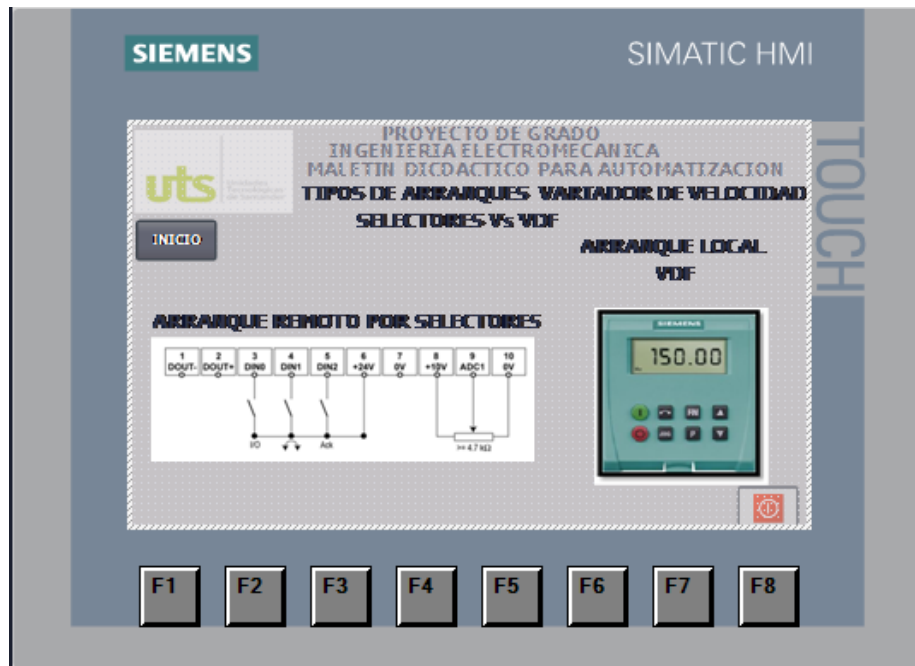 SIEMENS
SIMATIC HMI
TOUCH
PROYECTO DE GRADO
INGENIERIA ELECTROMECANICA
MALETIN DICDACTICO PARA AUTOMATIZACION
TIPOS DE ARRANQUES VARIADOR DE VELOCIDAD
SELECTORES Vs VDF
uts
INICIO
ARRANQUE LOCAL
VDF
ARRANQUE REMOTO POR SELECTORES
1 2 3 4 5 6 7 8 9 10
DOUT- DOUT+ DIN0 DIN1 DIN2 +24V 0V +10V ADC1 0V
I/O Ack >= 4.7 kΩ
SIEMENS
150.00
FN
JOG P
F1 F2 F3 F4 F5 F6 F7 F8